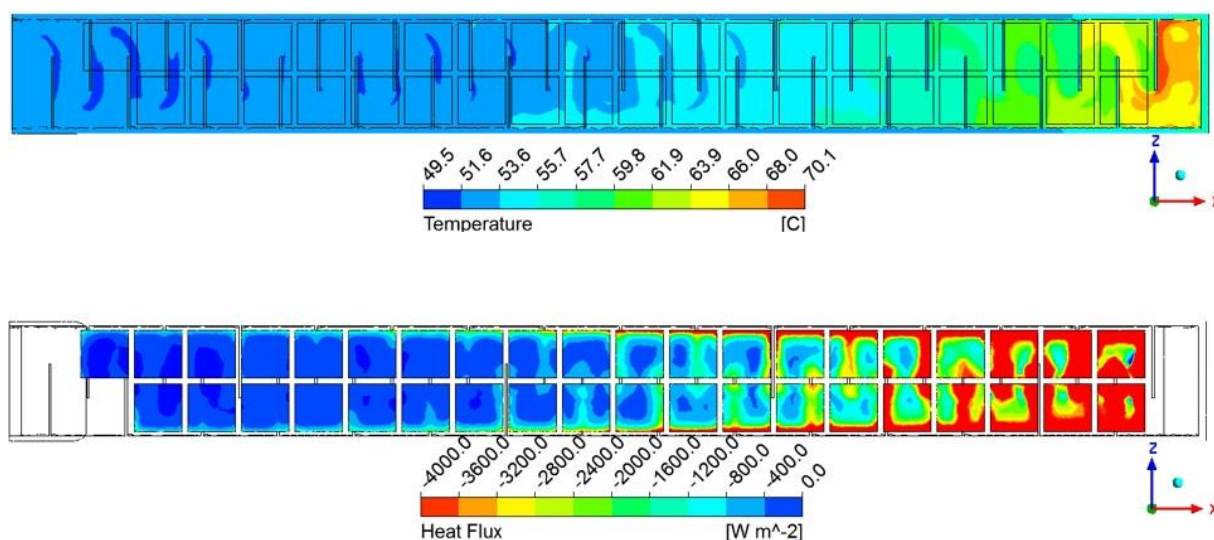 49.5 51.6 53.6 55.7 57.7 59.8 61.9 63.9 66.0 68.0 70.1
Temperature [C]
Z
-4000.0 -3600.0 -3200.0 -2800.0 -2400.0 -2000.0 -1600.0 -1200.0 -800.0 -400.0 0.0
Heat Flux [W m^-2]
Z
X